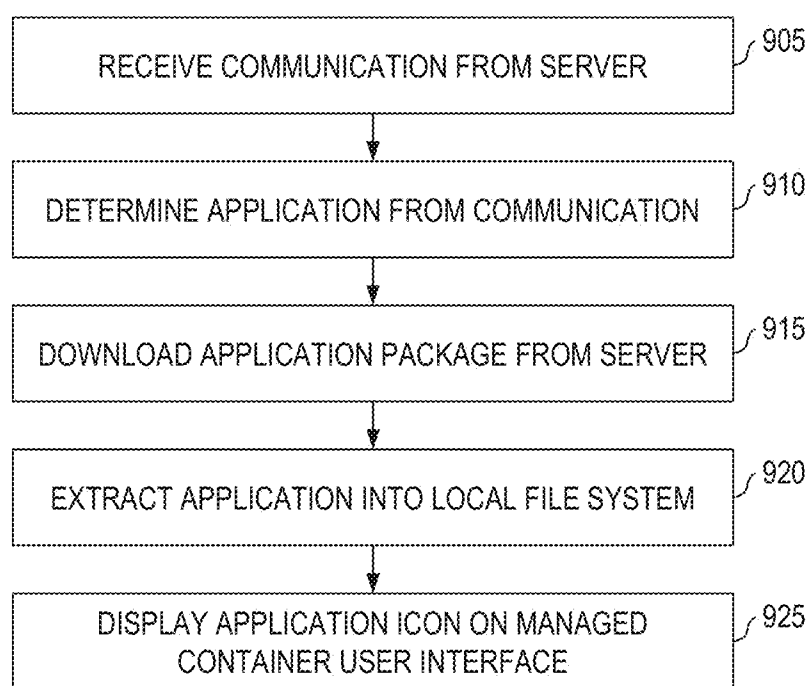 RECEIVE COMMUNICATION FROM SERVER
905
DETERMINE APPLICATION FROM COMMUNICATION
910
DOWNLOAD APPLICATION PACKAGE FROM SERVER
915
EXTRACT APPLICATION INTO LOCAL FILE SYSTEM
920
DISPLAY APPLICATION ICON ON MANAGED
CONTAINER USER INTERFACE
925